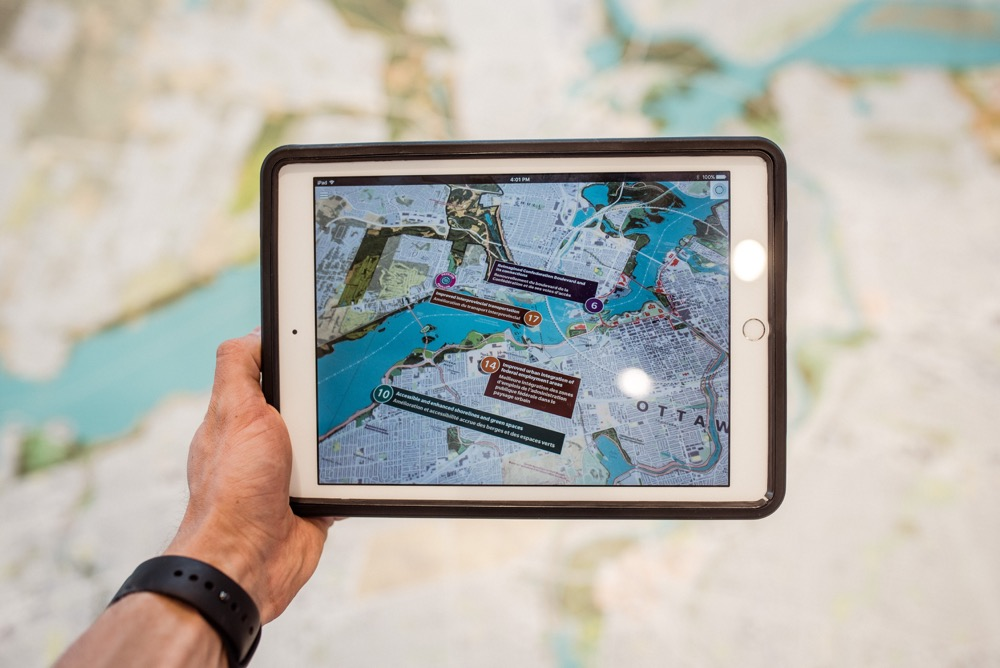 iPad
4:01 PM
100%
Reimagined Confederation Boulevard and
its connections
Renouvellement du boulevard de la
Confédération et de ses voies d'accès
6
Improved interprovincial transportation
Amélioration du transport interprovincial
17
14
Improved urban integration of
federal employment areas
Meilleure intégration des zones
d'emplois de l'administration
publique fédérale dans le
paysage urbain
OTTAW
10
Accessible and enhanced shorelines and green spaces
Amélioration et accessibilité accrue des berges et des espaces verts